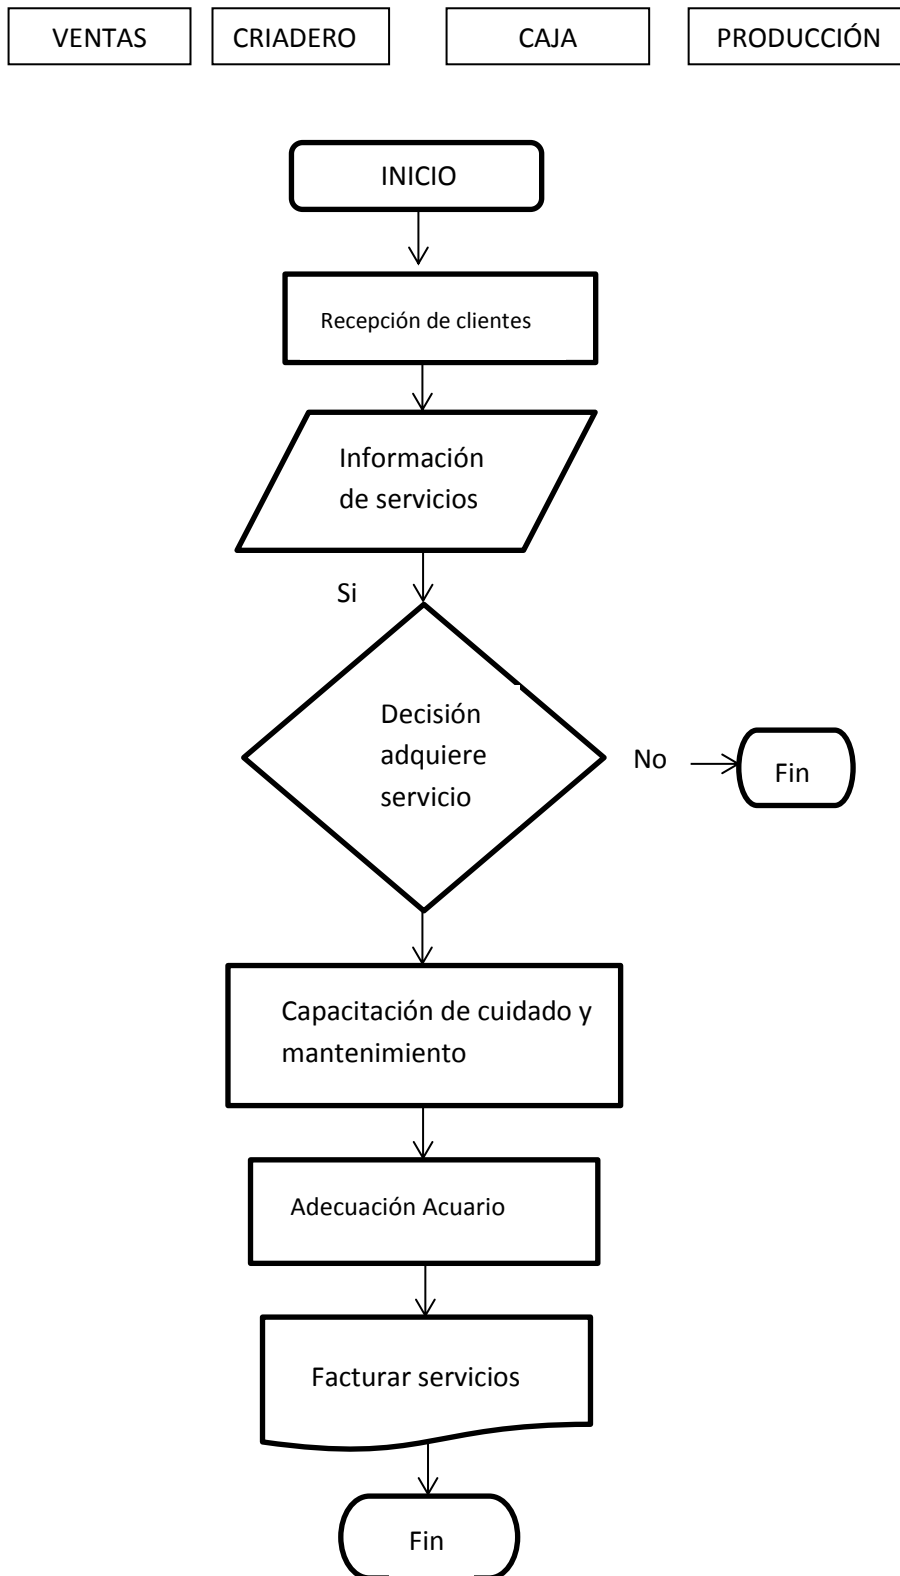 VENTAS
CRIADERO
CAJA
PRODUCCIÓN
INICIO
Recepción de clientes
Información
de servicios
Si
Decisión
adquiere
servicio
No
Fin
Capacitación de cuidado y
mantenimiento
Adecuación Acuario
Facturar servicios
Fin